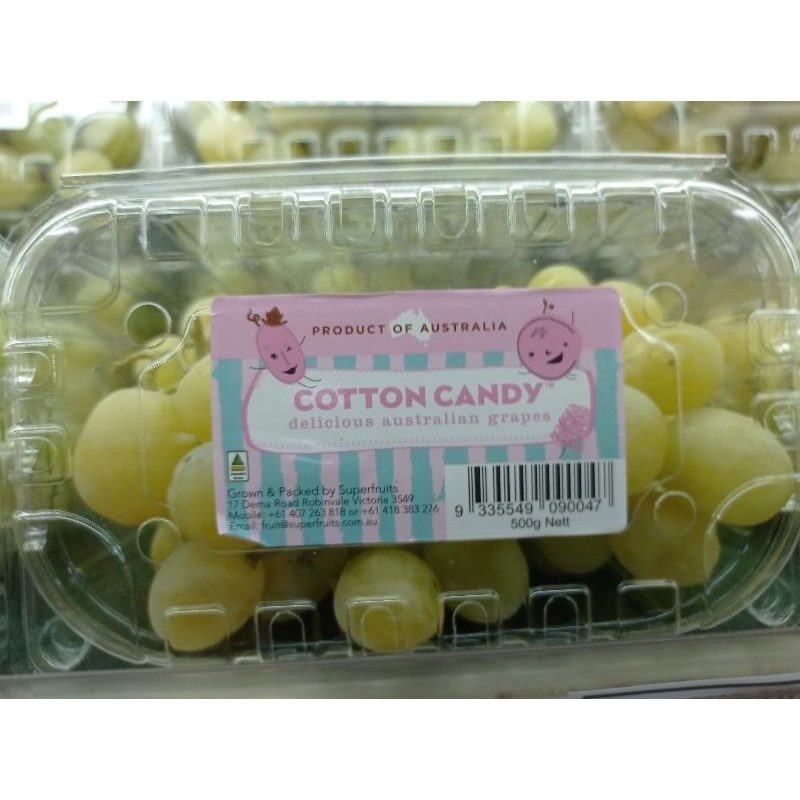 PRODUCT OF AUSTRALIA
COTTON CANDY™
delicious australian grapes
Grown & Packed by Superfruits
17 Dema Road Robinvale Victoria 3549
Mobile: +61 407 263 818 or +61 418 383 276
Email: fruit@superfruits.com.au
9 335549 090047
500g Nett